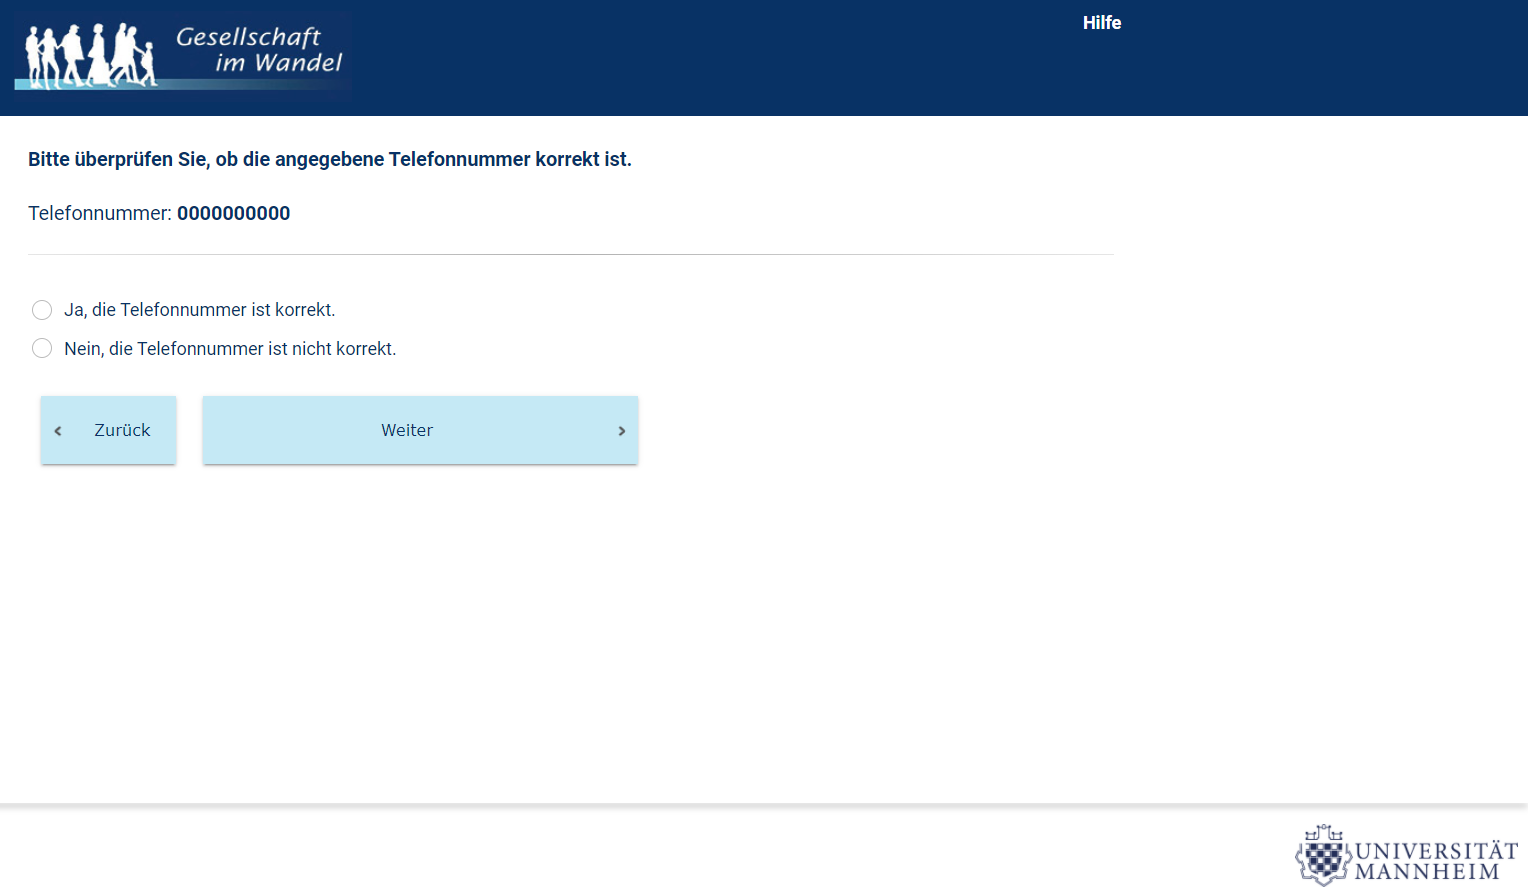 Gesellschaft
im Wandel
Hilfe
Bitte überprüfen Sie, ob die angegebene Telefonnummer korrekt ist.
Telefonnummer: 0000000000
Ja, die Telefonnummer ist korrekt.
Nein, die Telefonnummer ist nicht korrekt.
Zurück
Weiter
UNIVERSITÄT
MANNHEIM